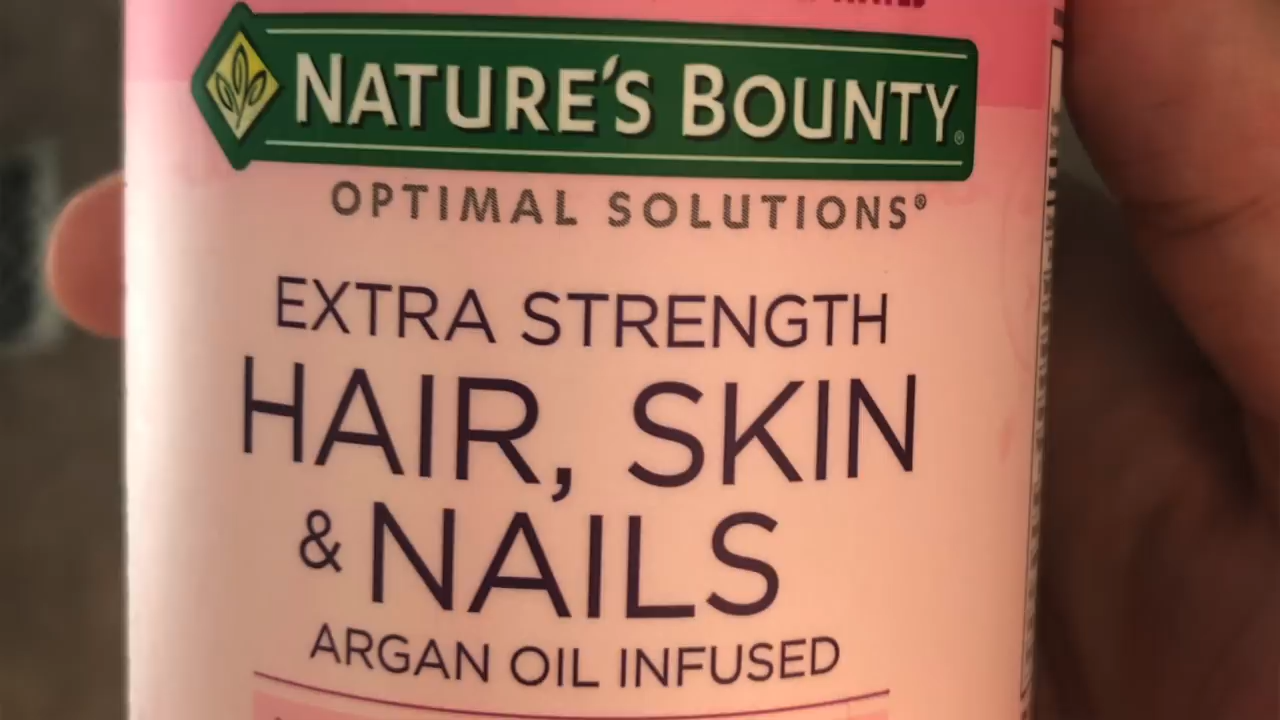 NATURE'S BOUNTY®
OPTIMAL SOLUTIONS®
EXTRA STRENGTH
HAIR, SKIN
& NAILS
ARGAN OIL INFUSED